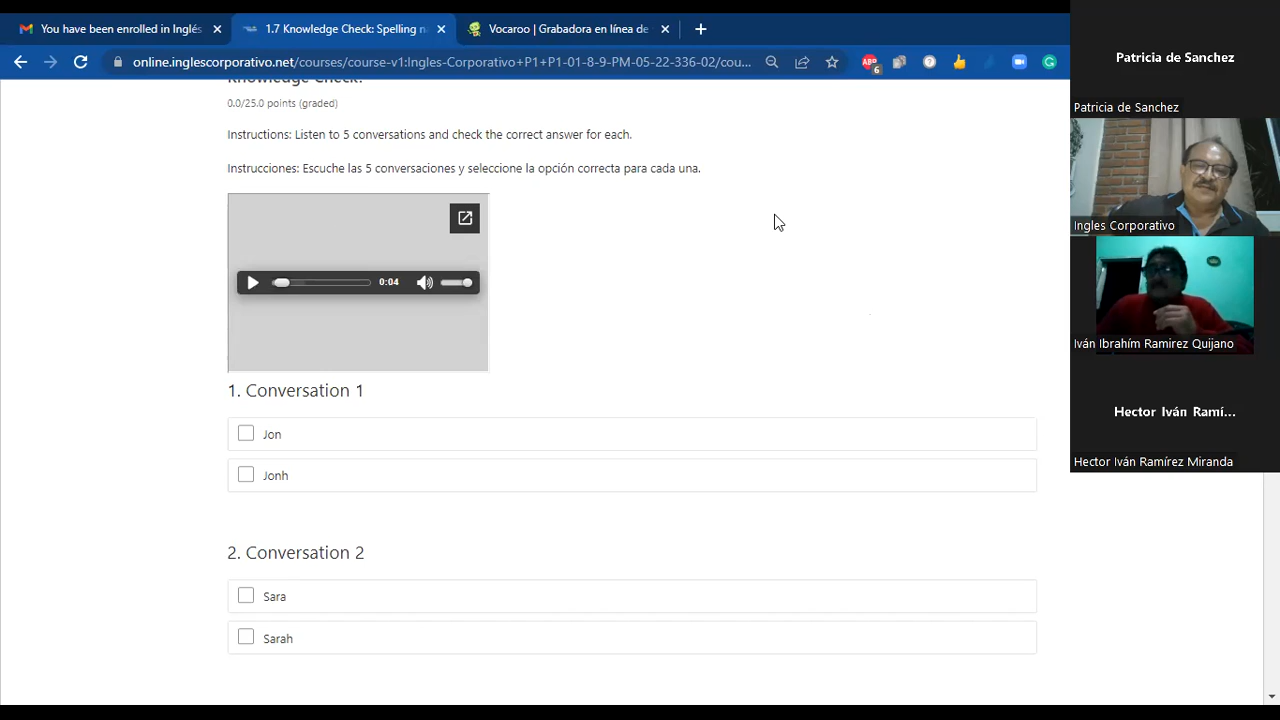 You have been enrolled in Inglés
1.7 Knowledge Check: Spelling n
Vocaroo | Grabadora en línea de
online.inglescorporativo.net/courses/course-v1:Ingles-Corporativo+P1+P1-01-8-9-PM-05-22-336-02/cou...
ABP
6
Knowledge Check:
0.0/25.0 points (graded)
Instructions: Listen to 5 conversations and check the correct answer for each.
Instrucciones: Escuche las 5 conversaciones y seleccione la opción correcta para cada una.
0:04
1. Conversation 1
Jon
Jonh
2. Conversation 2
Sara
Sarah
Patricia de Sanchez
Patricia de Sanchez
Ingles Corporativo
Iván Ibrahím Ramirez Quijano
Hector Iván Ramí...
Hector Iván Ramírez Miranda